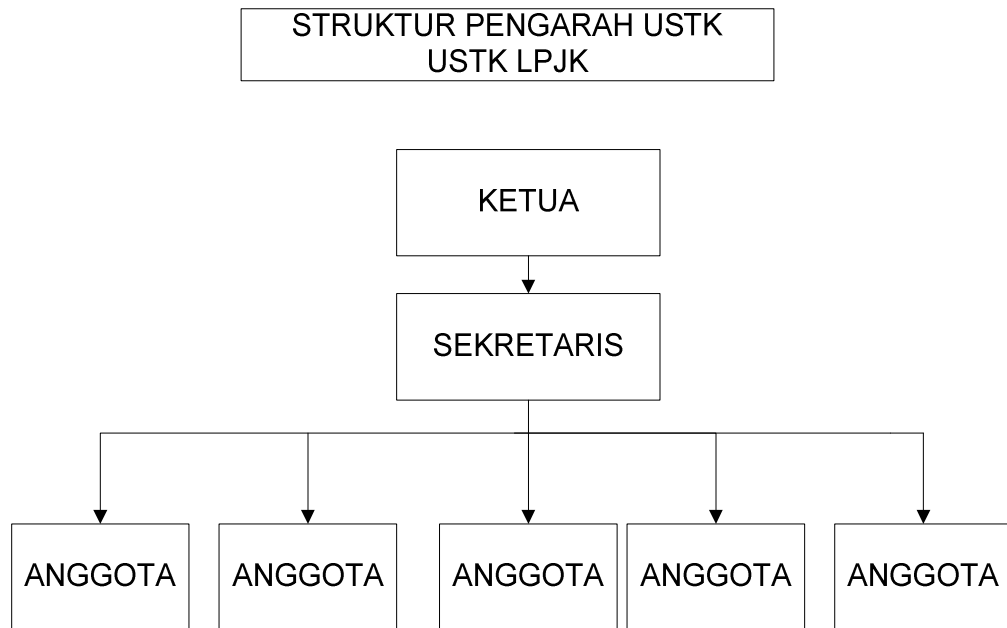 STRUKTUR PENGARAH USTK
USTK LPJK
KETUA
SEKRETARIS
ANGGOTA ANGGOTA ANGGOTA ANGGOTA ANGGOTA